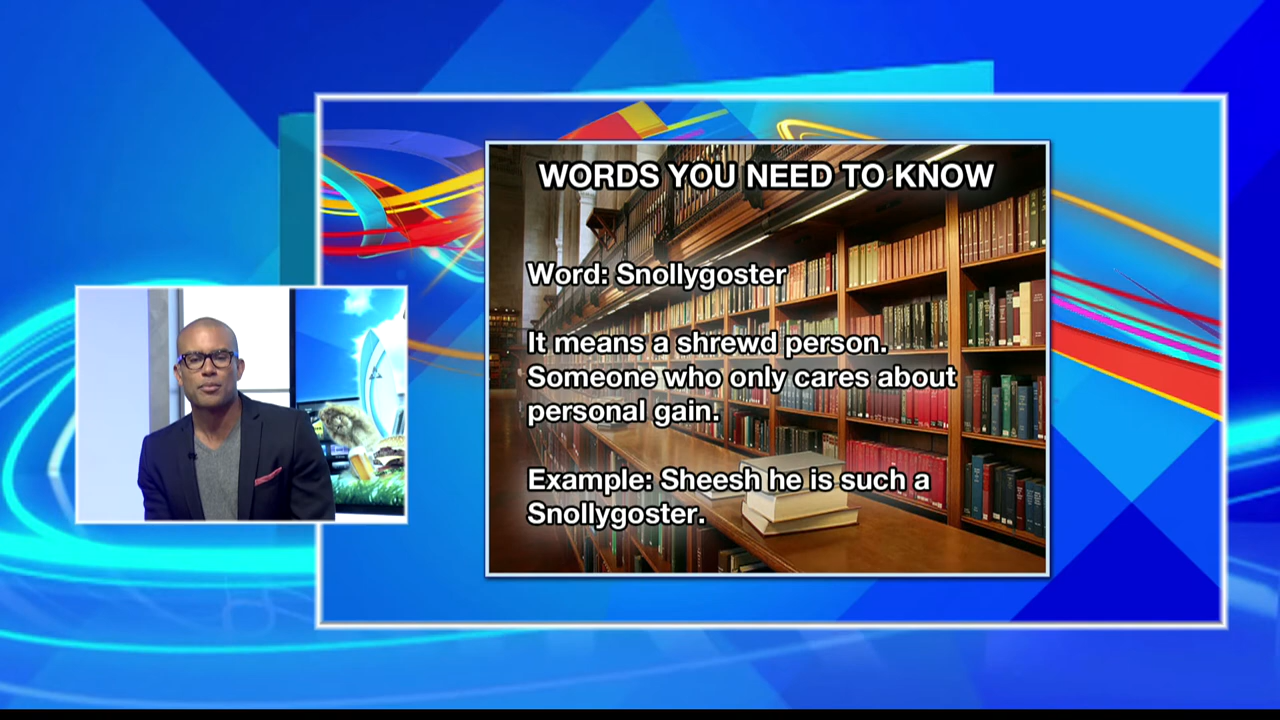 WORDS YOU NEED TO KNOW
Word: Snollygoster
It means a shrewd person.
Someone who only cares about
personal gain.
Example: Sheesh he is such a
Snollygoster.